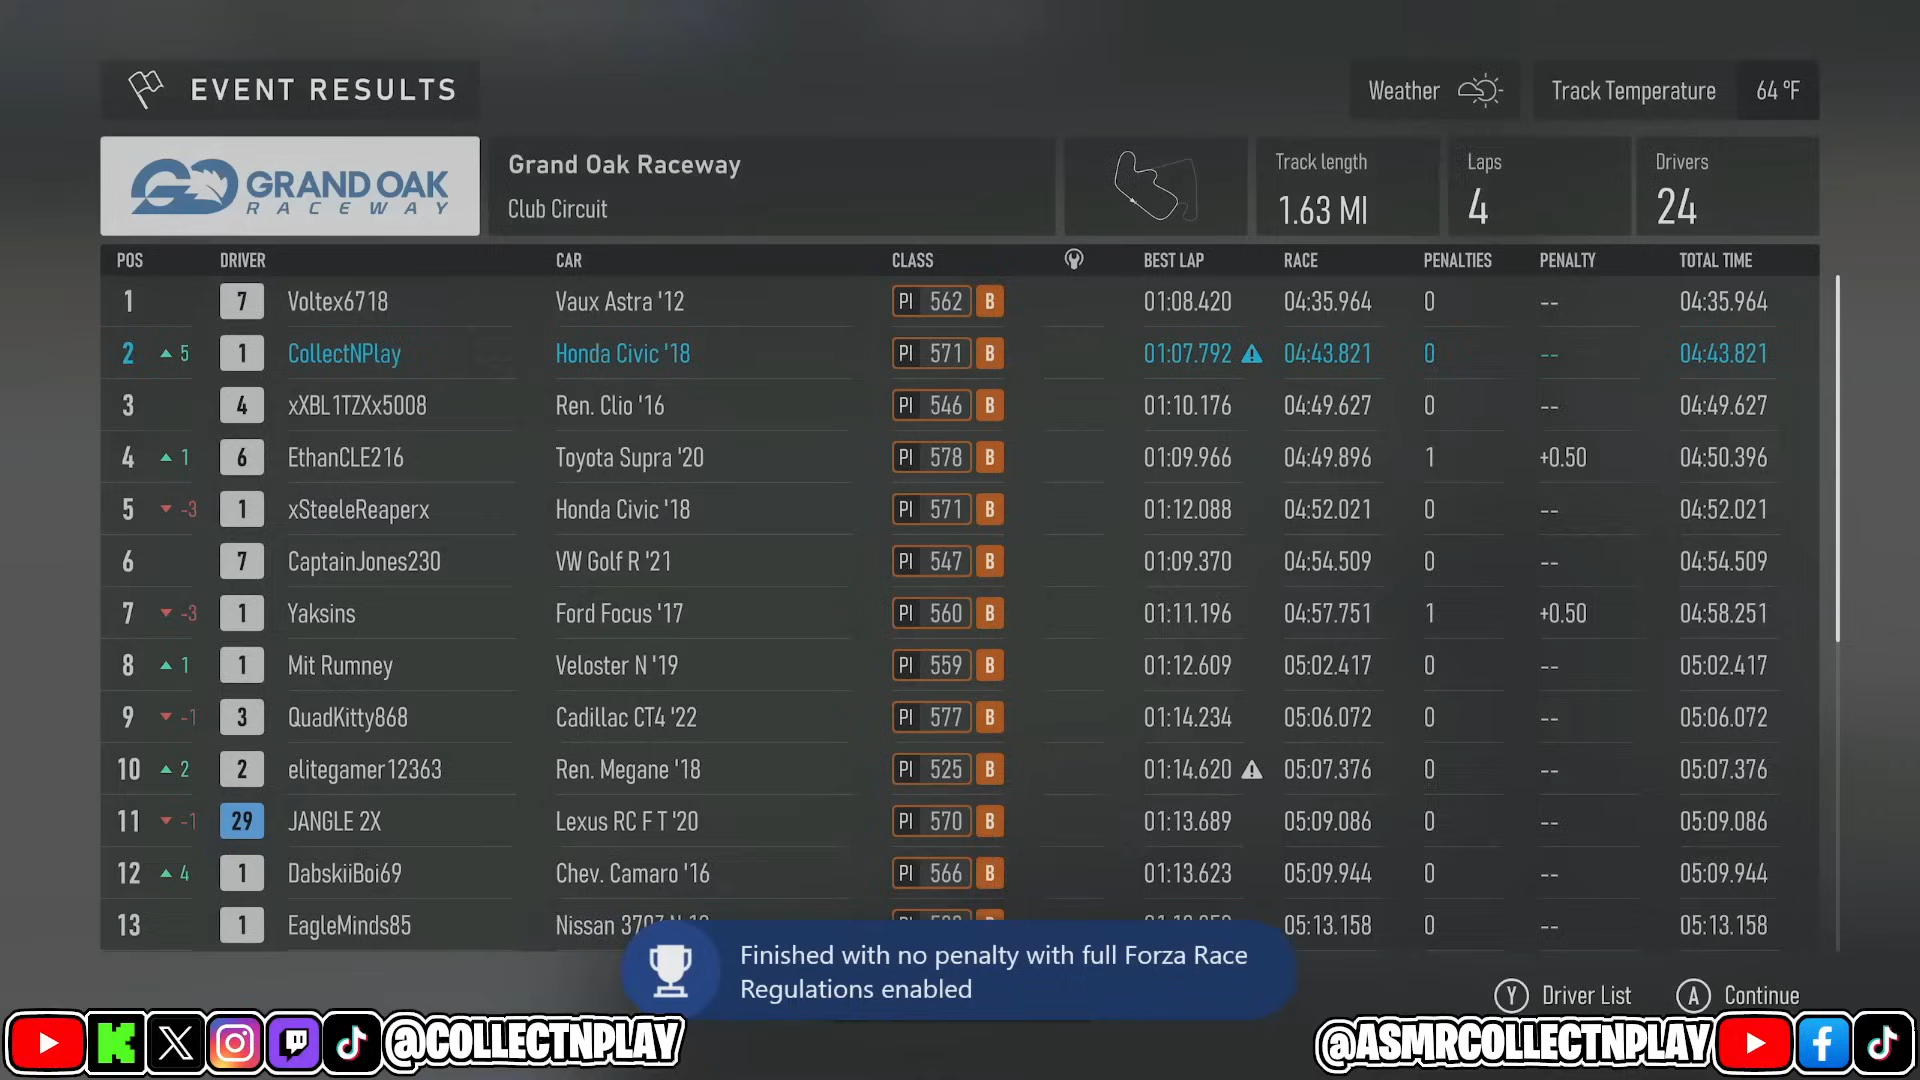 EVENT RESULTS
Weather
Track Temperature 64 °F
GRAND OAK
RACEWAY
Grand Oak Raceway
Club Circuit
Track length
1.63 MI
Laps
4
Drivers
24
POS DRIVER CAR CLASS BEST LAP RACE PENALTIES PENALTY TOTAL TIME
1 7 Voltex6718 Vaux Astra '12 PI 562 B 01:08.420 04:35.964 0 -- 04:35.964
2 5 1 CollectNPlay Honda Civic '18 PI 571 B 01:07.792 04:43.821 0 -- 04:43.821
3 4 xXBL1TZXx5008 Ren. Clio '16 PI 546 B 01:10.176 04:49.627 0 -- 04:49.627
4 1 6 EthanCLE216 Toyota Supra '20 PI 578 B 01:09.966 04:49.896 1 +0.50 04:50.396
5 -3 1 xSteeleReaperx Honda Civic '18 PI 571 B 01:12.088 04:52.021 0 -- 04:52.021
6 7 CaptainJones230 VW Golf R '21 PI 547 B 01:09.370 04:54.509 0 -- 04:54.509
7 -3 1 Yaksins Ford Focus '17 PI 560 B 01:11.196 04:57.751 1 +0.50 04:58.251
8 1 1 Mit Rumney Veloster N '19 PI 559 B 01:12.609 05:02.417 0 -- 05:02.417
9 -1 3 QuadKitty868 Cadillac CT4 '22 PI 577 B 01:14.234 05:06.072 0 -- 05:06.072
10 2 2 elitegamer12363 Ren. Megane '18 PI 525 B 01:14.620 05:07.376 0 -- 05:07.376
11 -1 29 JANGLE 2X Lexus RC F T '20 PI 570 B 01:13.689 05:09.086 0 -- 05:09.086
12 4 1 DabskiiBoi69 Chev. Camaro '16 PI 566 B 01:13.623 05:09.944 0 -- 05:09.944
13 1 EagleMinds85 Nissan 05:13.158 0 -- 05:13.158
Finished with no penalty with full Forza Race
Regulations enabled
Y Driver List A Continue
@COLLECTNPLAY
@ASMRCOLLECTNPLAY